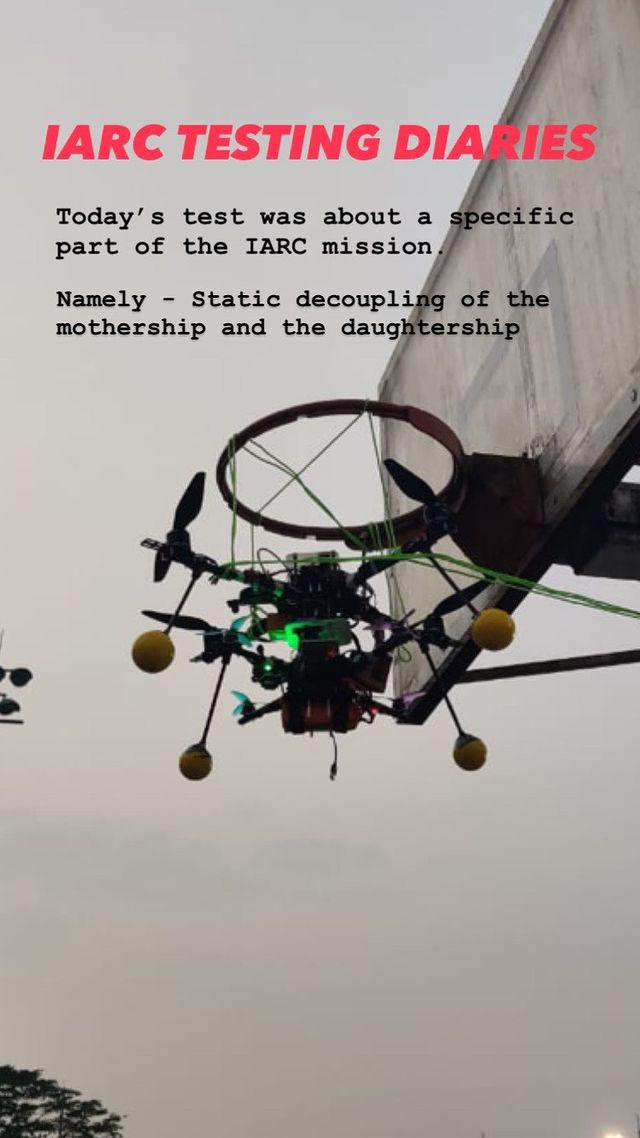 IARC TESTING DIARIES
Today’s test was about a specific
part of the IARC mission.
Namely - Static decoupling of the
mothership and the daughtership